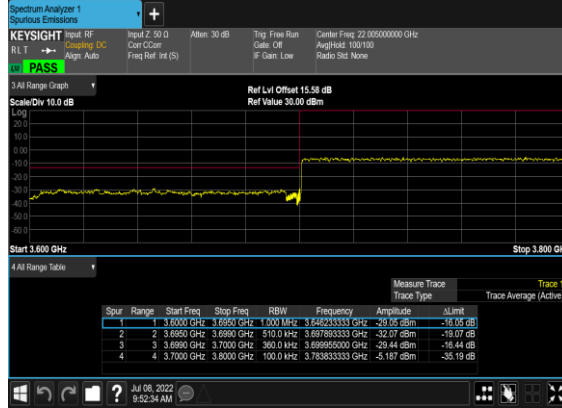 Spectrum Analyzer 1
Spurious Emissions
+
KEYSIGHT Input: RF Input Z: 50 Ω Atten: 30 dB Trig: Free Run Center Freq: 22.005000000 GHz
RLT Coupling: DC Corr CCorr Gate: Off Avg|Hold: 100/100
Align: Auto Freq Ref: Int (S) IF Gain: Low Radio Std: None
PASS
3 All Range Graph Ref Lvl Offset 15.58 dB
Scale/Div 10.0 dB Ref Value 30.00 dBm
Log
20.0
10.0
0.00
-10.0
-20.0
-30.0
-40.0
-50.0
-60.0
Start 3.600 GHz Stop 3.800 GH
4 All Range Table
Measure Trace Trace 1
Trace Type Trace Average (Active
Spur Range Start Freq Stop Freq RBW Frequency Amplitude ΔLimit
1 1 3.6000 GHz 3.6950 GHz 1.000 MHz 3.646233333 GHz -29.05 dBm -16.05 dB
2 2 3.6950 GHz 3.6990 GHz 510.0 kHz 3.697893333 GHz -32.07 dBm -19.07 dB
3 3 3.6990 GHz 3.7000 GHz 360.0 kHz 3.699955000 GHz -29.44 dBm -16.44 dB
4 4 3.7000 GHz 3.8000 GHz 100.0 kHz 3.783833333 GHz -5.187 dBm -35.19 dB
? Jul 08, 2022
9:52:34 AM